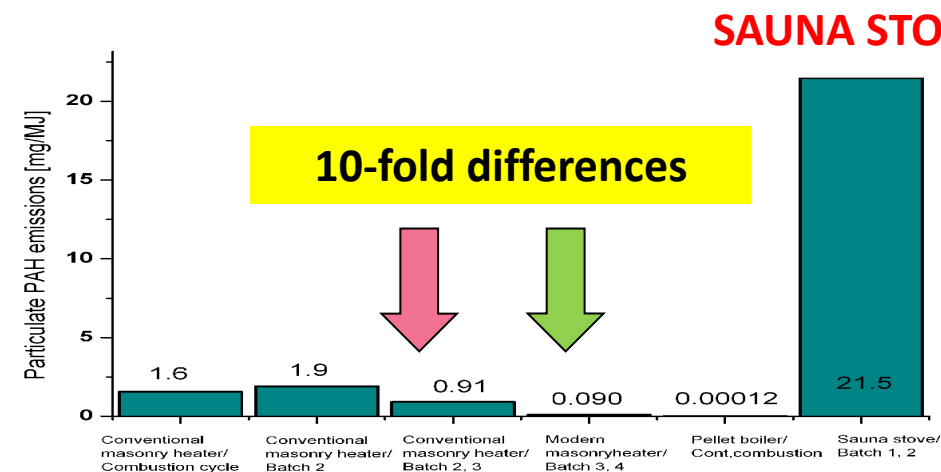 SAUNA STO
Particulate PAH emissions [mg/MJ]
20
15
10
5
0
10-fold differences
1.6
1.9
0.91
0.090
0.00012
21.5
Conventional
masonry heater/
Combustion cycle
Conventional
masonry heater/
Batch 2
Conventional
masonry heater/
Batch 2, 3
Modern
masonryheater/
Batch 3, 4
Pellet boiler/
Cont,combustion
Sauna stove/
Batch 1, 2